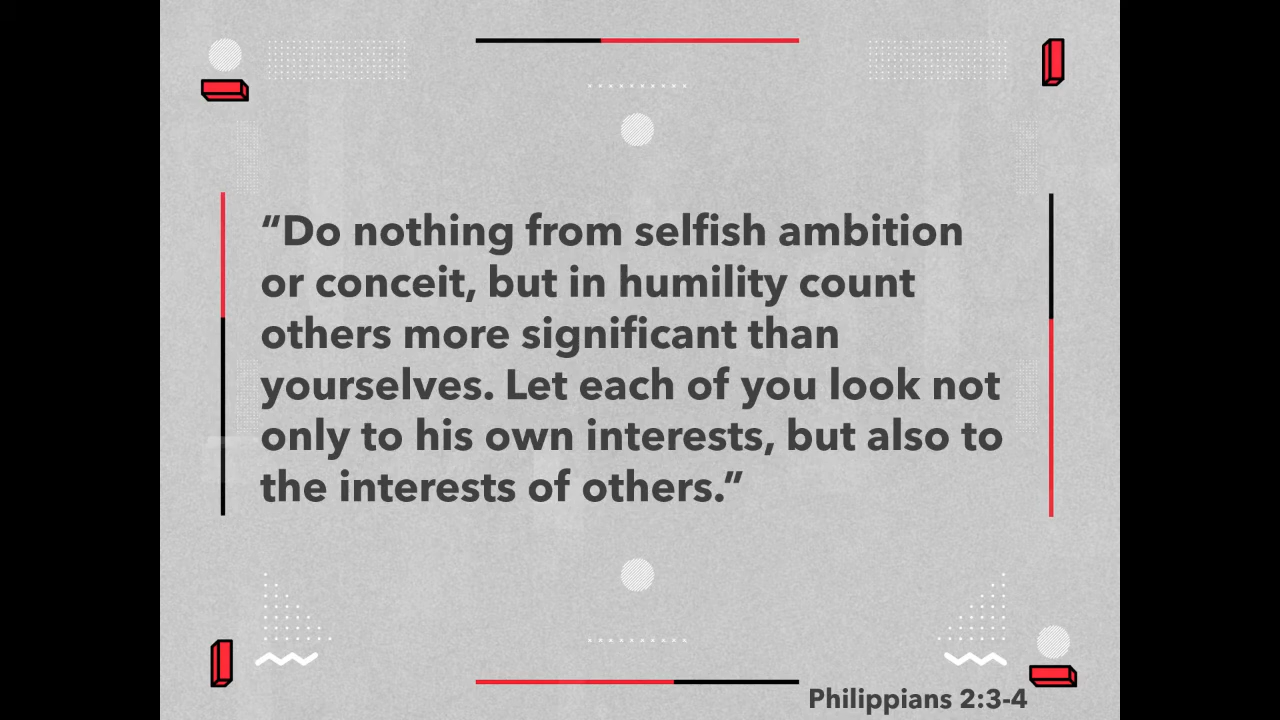 “Do nothing from selfish ambition
or conceit, but in humility count
others more significant than
yourselves. Let each of you look not
only to his own interests, but also to
the interests of others.”
Philippians 2:3-4